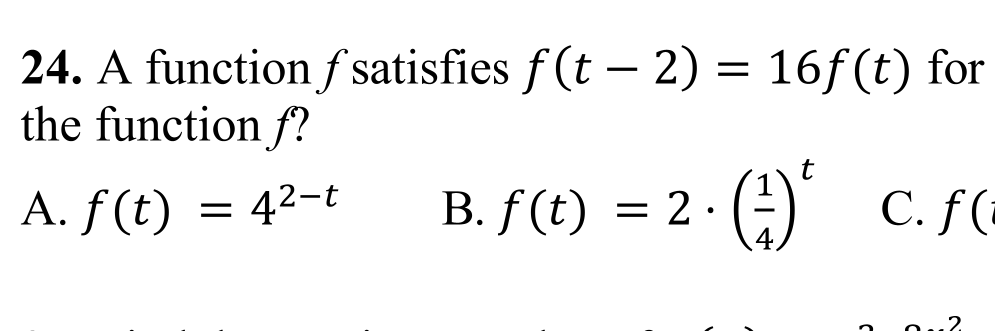 24. A function f satisfies f(t − 2) = 16f(t) for
the function f?
A. f(t) = 4^{2−t} B. f(t) = 2 · (1/4)^t C. f(